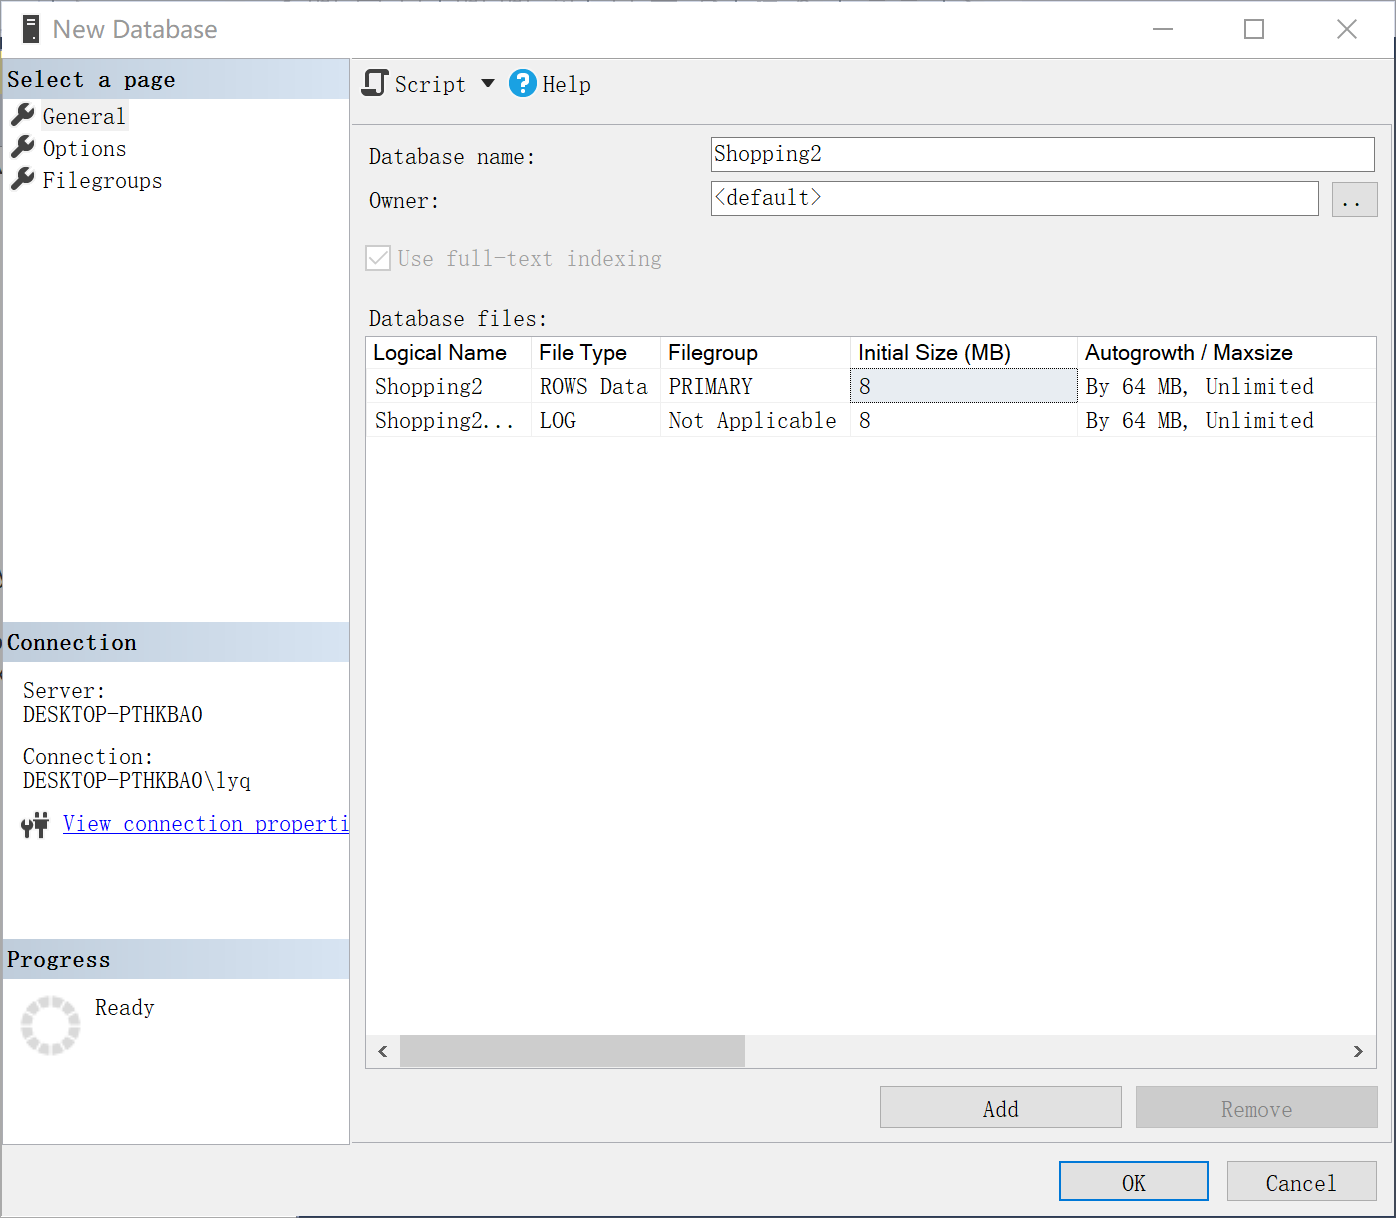 New Database
Select a page
General
Options
Filegroups
Script
Help
Database name:
Shopping2
Owner:
<default>
..
Use full-text indexing
Database files:
Logical Name File Type Filegroup Initial Size (MB) Autogrowth / Maxsize
Shopping2 ROWS Data PRIMARY 8 By 64 MB, Unlimited
Shopping2... LOG Not Applicable 8 By 64 MB, Unlimited
Connection
Server:
DESKTOP-PTHKBA0
Connection:
DESKTOP-PTHKBA0\lyq
View connection properti
Progress
Ready
Add
Remove
OK
Cancel